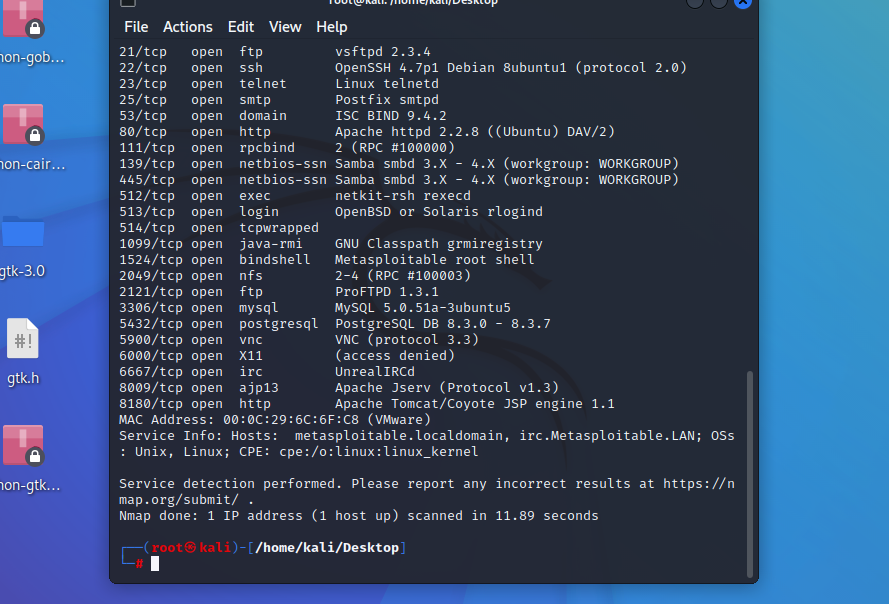 root@kali: /home/kali/Desktop
File Actions Edit View Help
21/tcp open ftp vsftpd 2.3.4
22/tcp open ssh OpenSSH 4.7p1 Debian 8ubuntu1 (protocol 2.0)
23/tcp open telnet Linux telnetd
25/tcp open smtp Postfix smtpd
53/tcp open domain ISC BIND 9.4.2
80/tcp open http Apache httpd 2.2.8 ((Ubuntu) DAV/2)
111/tcp open rpcbind 2 (RPC #100000)
139/tcp open netbios-ssn Samba smbd 3.X - 4.X (workgroup: WORKGROUP)
445/tcp open netbios-ssn Samba smbd 3.X - 4.X (workgroup: WORKGROUP)
512/tcp open exec netkit-rsh rexecd
513/tcp open login OpenBSD or Solaris rlogind
514/tcp open tcpwrapped
1099/tcp open java-rmi GNU Classpath grmiregistry
1524/tcp open bindshell Metasploitable root shell
2049/tcp open nfs 2-4 (RPC #100003)
2121/tcp open ftp ProFTPD 1.3.1
3306/tcp open mysql MySQL 5.0.51a-3ubuntu5
5432/tcp open postgresql PostgreSQL DB 8.3.0 - 8.3.7
5900/tcp open vnc VNC (protocol 3.3)
6000/tcp open X11 (access denied)
6667/tcp open irc UnrealIRCd
8009/tcp open ajp13 Apache Jserv (Protocol v1.3)
8180/tcp open http Apache Tomcat/Coyote JSP engine 1.1
MAC Address: 00:0C:29:6C:6F:C8 (VMware)
Service Info: Hosts:  metasploitable.localdomain, irc.Metasploitable.LAN; OSs
: Unix, Linux; CPE: cpe:/o:linux:linux_kernel
Service detection performed. Please report any incorrect results at https://n
map.org/submit/ .
Nmap done: 1 IP address (1 host up) scanned in 11.89 seconds
┌──(root㉿kali)-[/home/kali/Desktop]
└─#
non-gob…
non-cair…
gtk-3.0
#!
gtk.h
non-gtk…